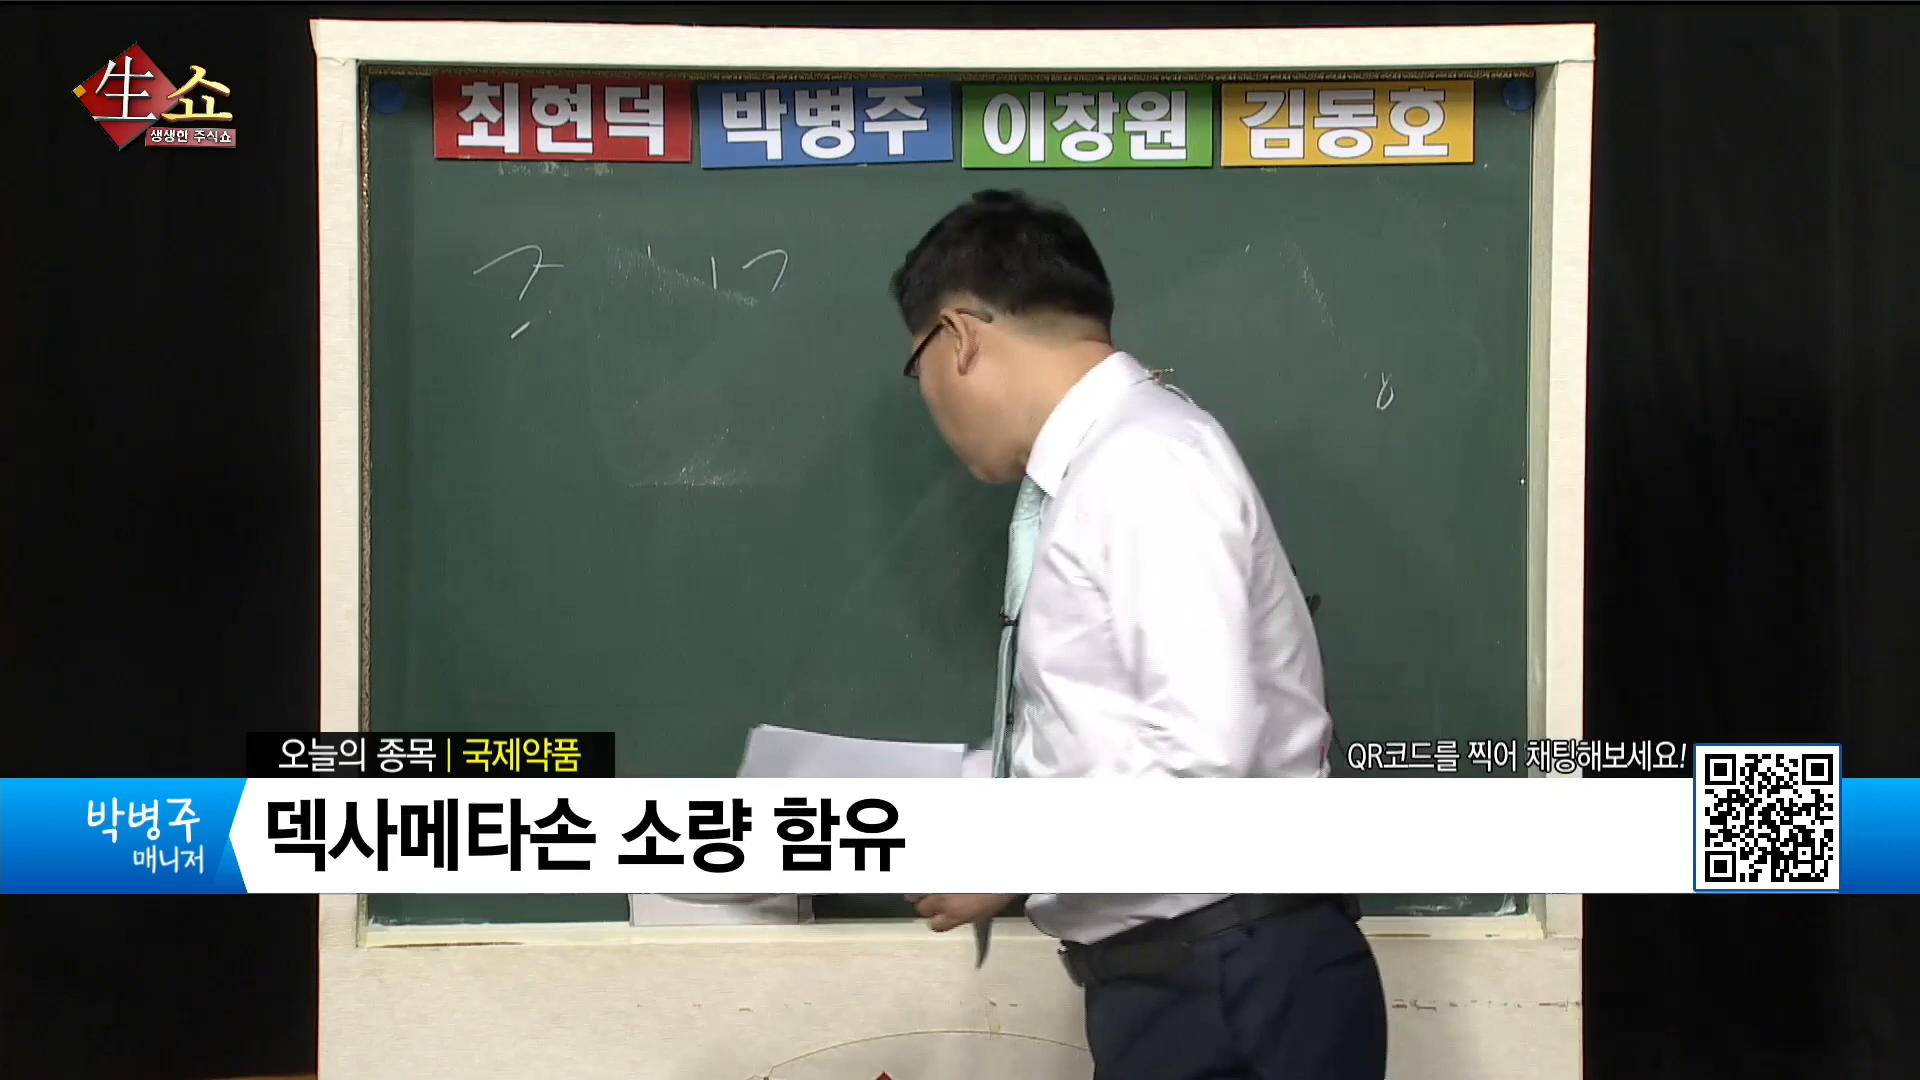 生쇼
생생한 주식쇼
최현덕 박병주 이창원 김동호
오늘의 종목 | 국제약품
QR코드를 찍어 채팅해보세요!
박병주
매니저
덱사메타손 소량 함유